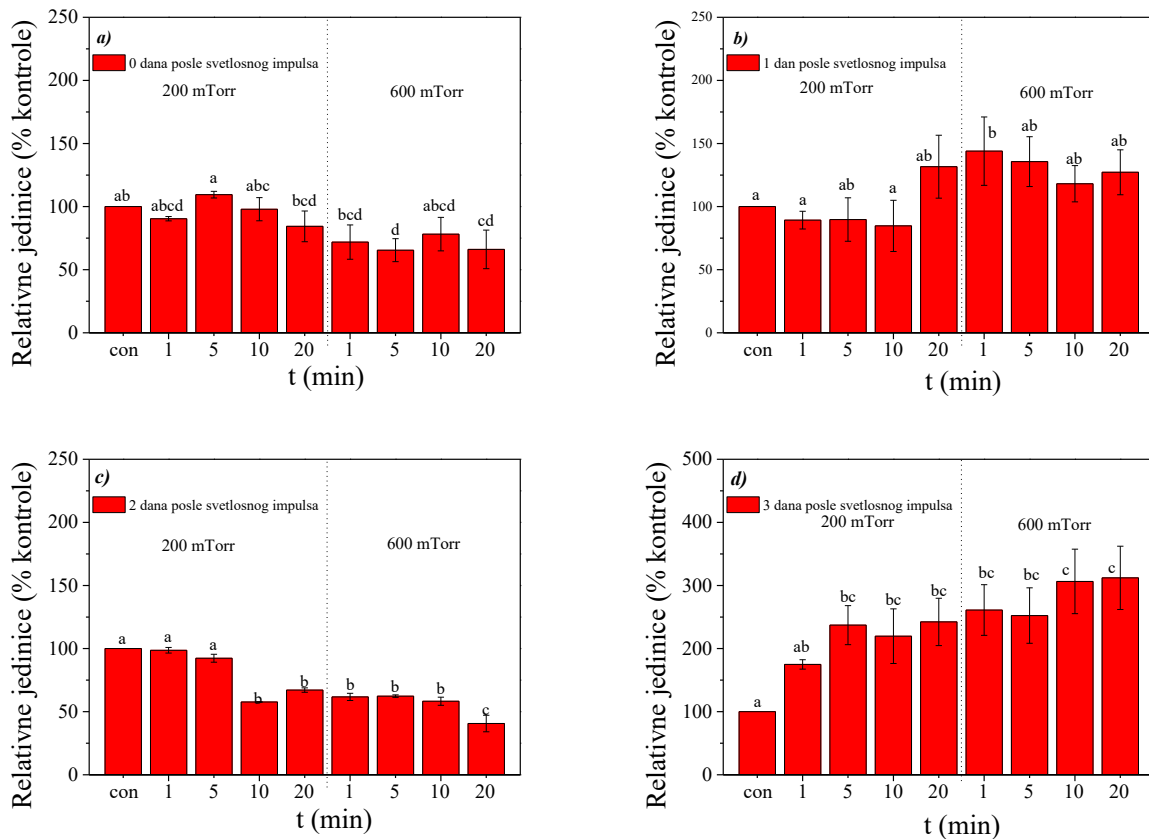 a)
0 dana posle svetlosnog impulsa
200 mTorr 600 mTorr
250
200
150
100
50
0
ab abcd a abc bcd bcd d abcd cd
con 1 5 10 20 1 5 10 20
t (min)
Relativne jedinice (% kontrole)
b)
1 dan posle svetlosnog impulsa
200 mTorr 600 mTorr
250
200
150
100
50
0
a a ab a ab b ab ab ab
con 1 5 10 20 1 5 10 20
t (min)
Relativne jedinice (% kontrole)
c)
2 dana posle svetlosnog impulsa
200 mTorr 600 mTorr
250
200
150
100
50
0
a a a b b b b b c
con 1 5 10 20 1 5 10 20
t (min)
Relativne jedinice (% kontrole)
d)
3 dana posle svetlosnog impulsa
200 mTorr 600 mTorr
500
400
300
200
100
0
a ab bc bc bc bc bc c c
con 1 5 10 20 1 5 10 20
t (min)
Relativne jedinice (% kontrole)